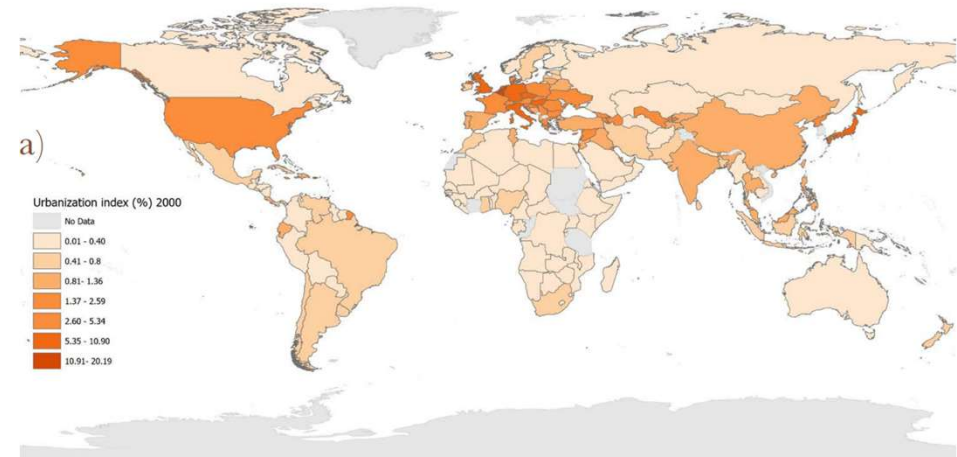 a)
Urbanization index (%) 2000
No Data
0.01 - 0.40
0.41 - 0.8
0.81- 1.36
1.37 - 2.59
2.60 - 5.34
5.35 - 10.90
10.91- 20.19